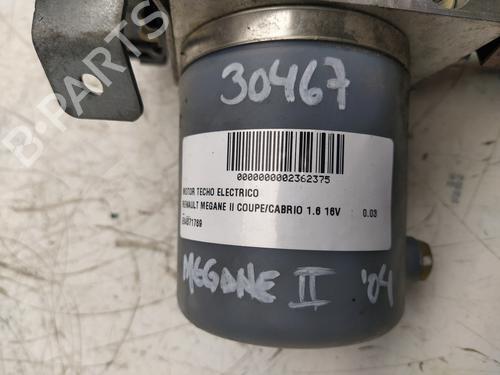 B-PARTS
30467
0000000002362375
MOTOR TECHO ELECTRICO
RENAULT MEGANE II COUPE/CABRIO 1.6 16V 0.03
MEGANE II '04